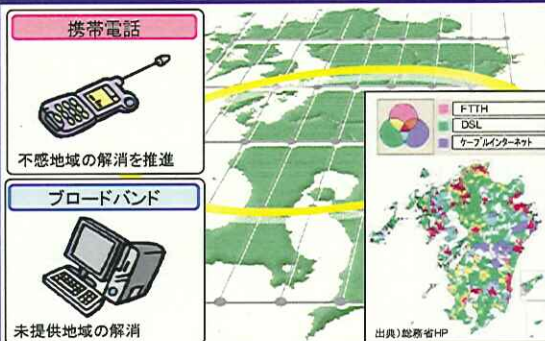 携帯電話
不感地域の解消を推進
ブロードバンド
未提供地域の解消
FTTH
DSL
ケーブルインターネット
出典)総務省HP